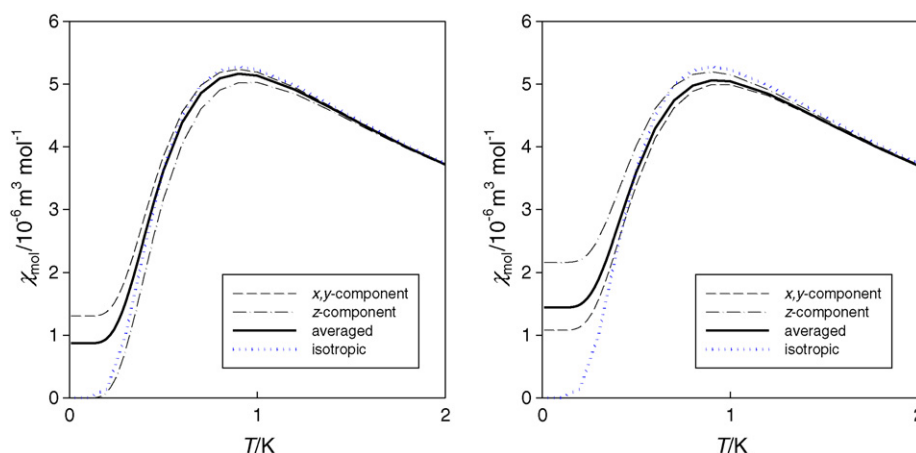 6
5
4
3
2
1
0
χmol/10⁻⁶ m³ mol⁻¹
x,y-component
z-component
averaged
isotropic
0 1 2
T/K
6
5
4
3
2
1
0
χmol/10⁻⁶ m³ mol⁻¹
x,y-component
z-component
averaged
isotropic
0 1 2
T/K